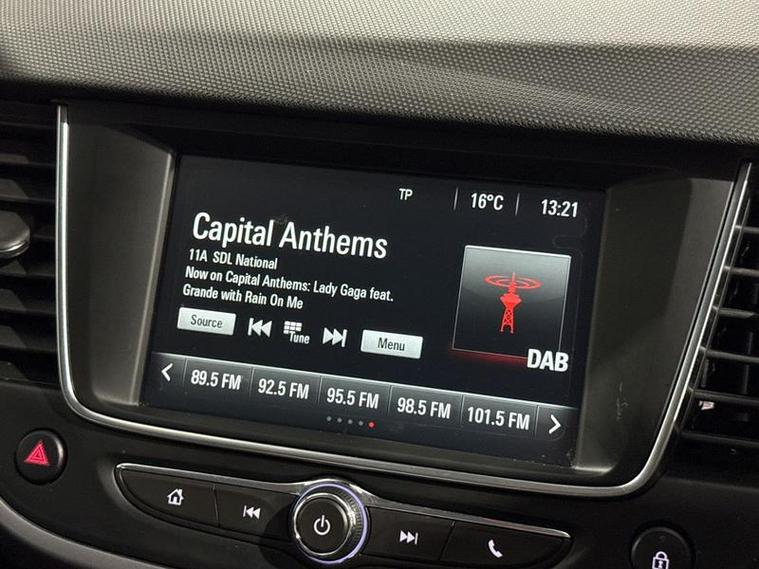 TP 16°C 13:21
Capital Anthems
11A SDL National
Now on Capital Anthems: Lady Gaga feat.
Grande with Rain On Me
Source Tune Menu
DAB
89.5 FM 92.5 FM 95.5 FM 98.5 FM 101.5 FM